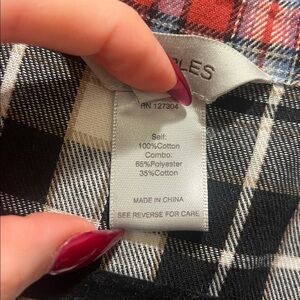 PLES
RN 127304
Self:
100%Cotton
Combo:
65%Polyester
35%Cotton
MADE IN CHINA
SEE REVERSE FOR CARE